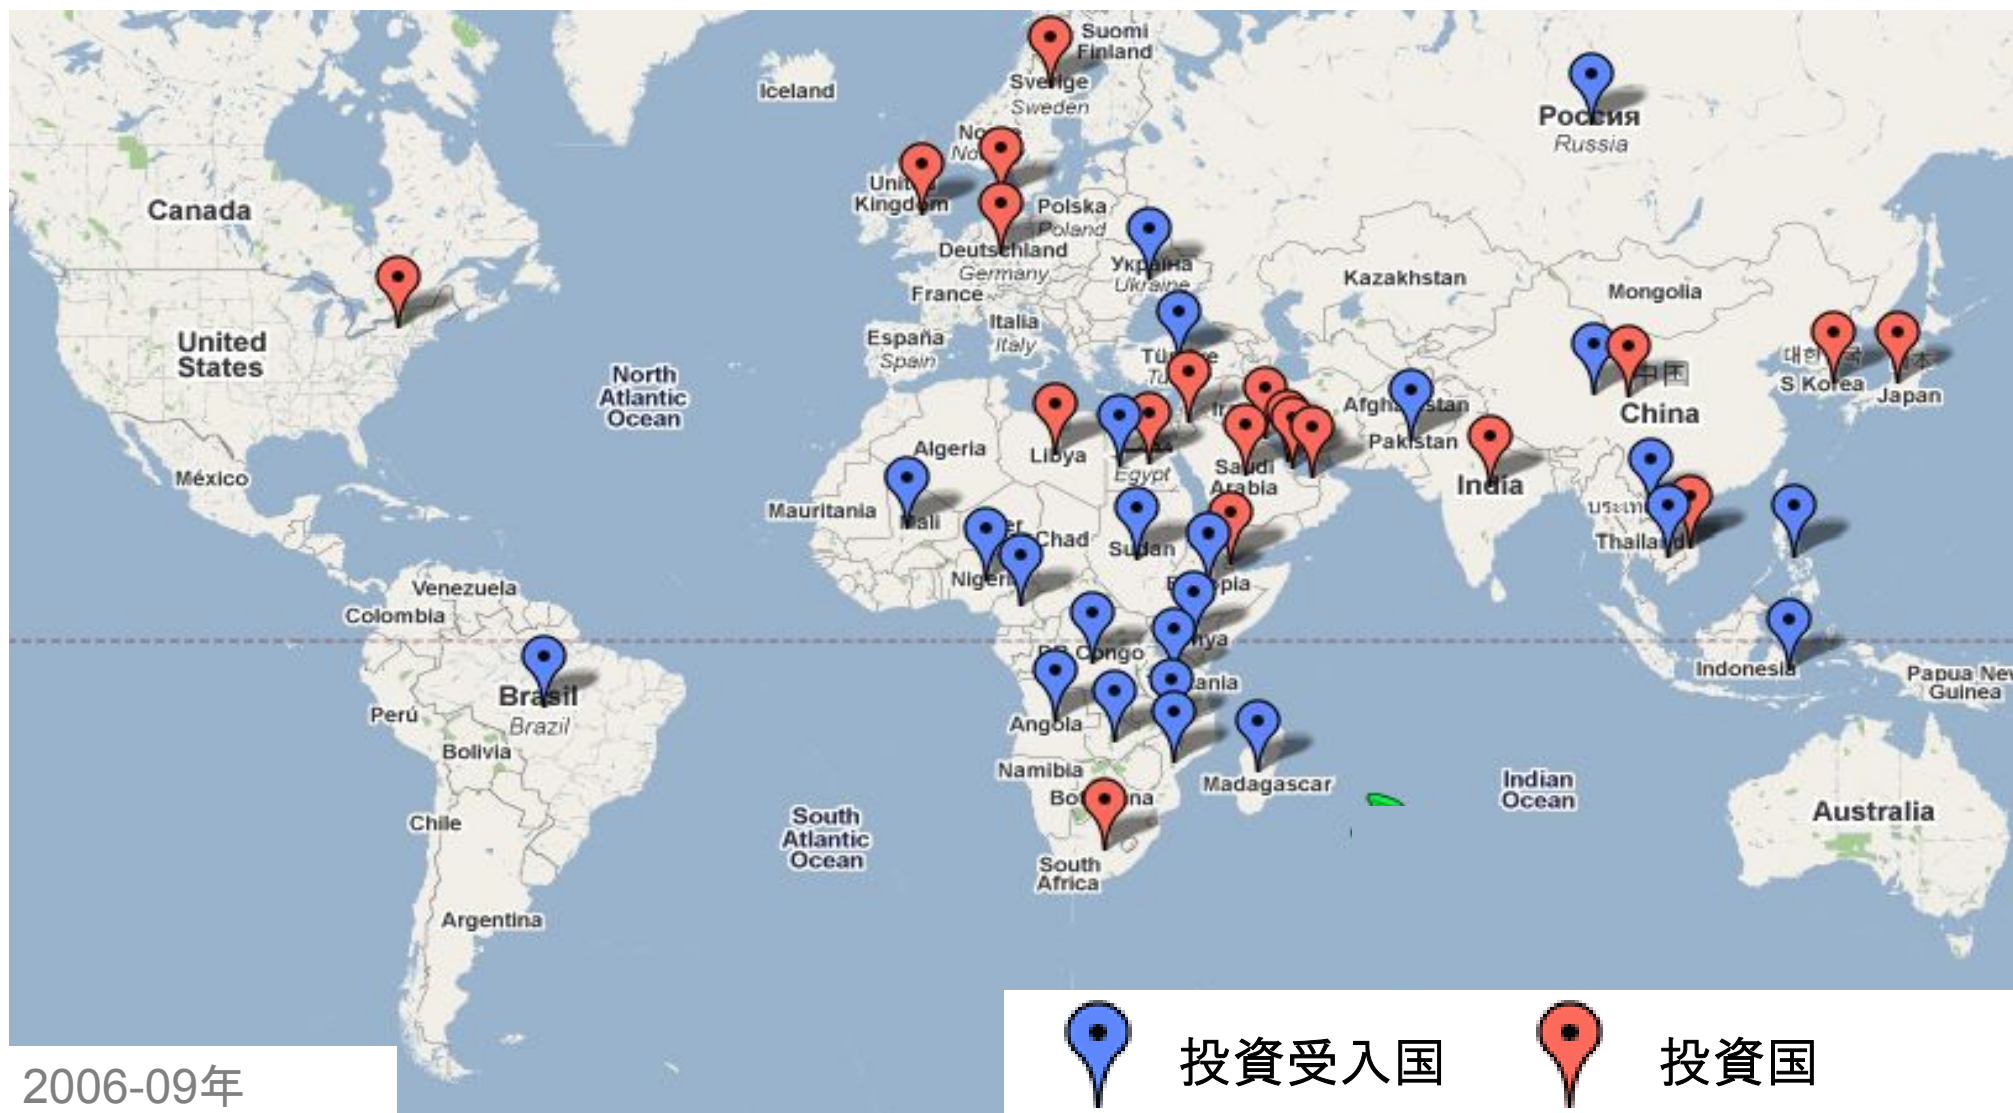 Suomi
Finland
Iceland
Sweden
Россия
Russia
Kingdom
Polska
Poland
Deutschland
Germany
Україна
Ukraine
Canada
France
Kazakhstan
Mongolia
Italia
Italy
España
Spain
United
States
North
Atlantic
Ocean
대한
中国
S Korea
Japan
China
Pakistan
Algeria
Libya
Egypt
Saudi
Arabia
India
México
Mauritania
Chad
Sudan
Thailand
Venezuela
Colombia
Indonesia
Papua New
Guinea
Brasil
Brazil
Perú
Bolivia
Angola
Namibia
Madagascar
Indian
Ocean
Chile
South
Atlantic
Ocean
Australia
South
Africa
Argentina
投資受入国
投資国
2006-09年